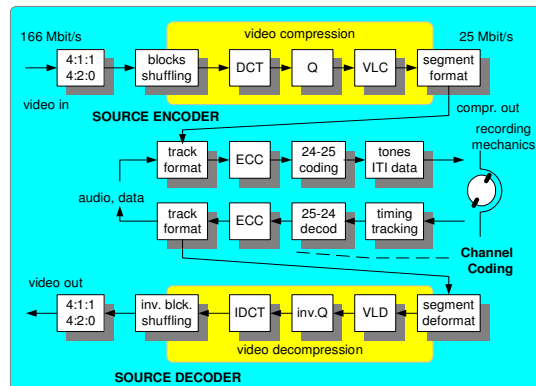 video compression
166 Mbit/s
25 Mbit/s
4:1:1
4:2:0
blocks
shuffling
DCT
Q
VLC
segment
format
video in
SOURCE ENCODER
compr. out
recording
mechanics
track
format
ECC
24-25
coding
tones
ITI data
audio, data
track
format
ECC
25-24
decod
timing
tracking
Channel
Coding
video out
4:1:1
4:2:0
inv. blck.
shuffling
IDCT
inv.Q
VLD
segment
deformat
video decompression
SOURCE DECODER